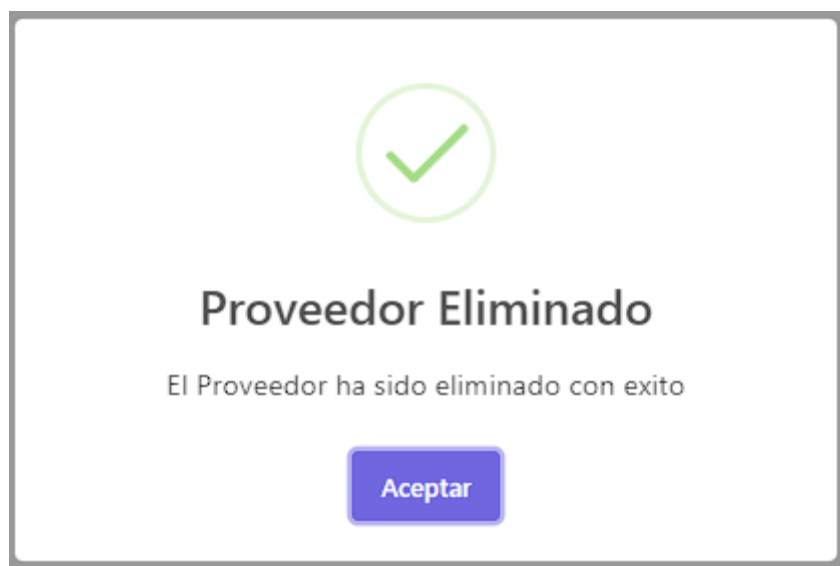 Proveedor Eliminado
El Proveedor ha sido eliminado con exito
Aceptar